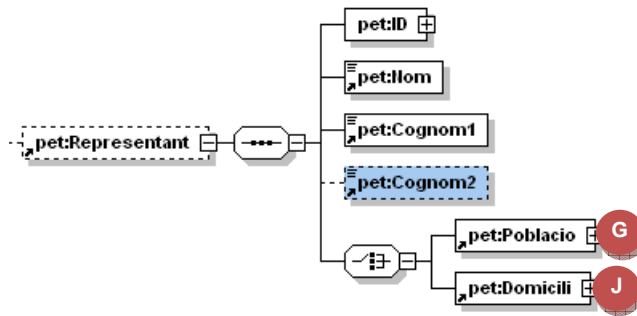 pet:ID
pet:Nom
pet:Representant
pet:Cognom1
pet:Cognom2
pet:Poblacio
G
pet:Domicili
J